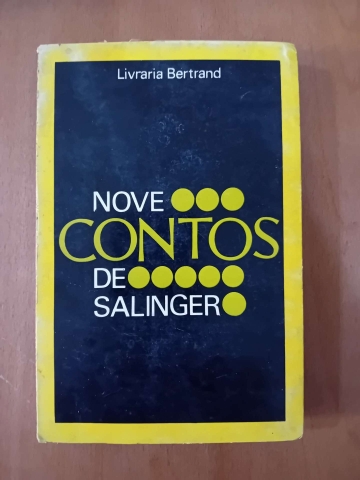 Livraria Bertrand
NOVE
CONTOS
DE
SALINGER